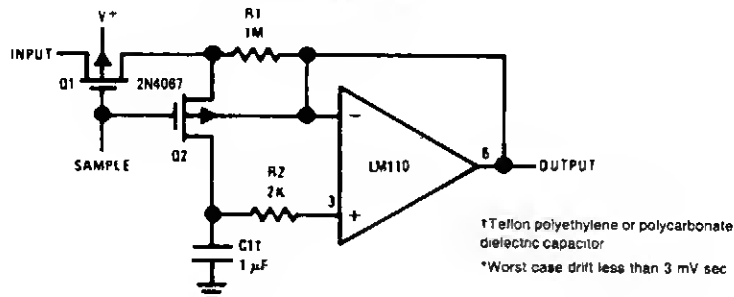 R1
1M
V+
INPUT
Q1
2N4067
Q2
SAMPLE
R2
2K
3
−
+
LM110
6
OUTPUT
C1†
1 µF
†Teflon polyethylene or polycarbonate
dielectric capacitor
*Worst case drift less than 3 mV sec